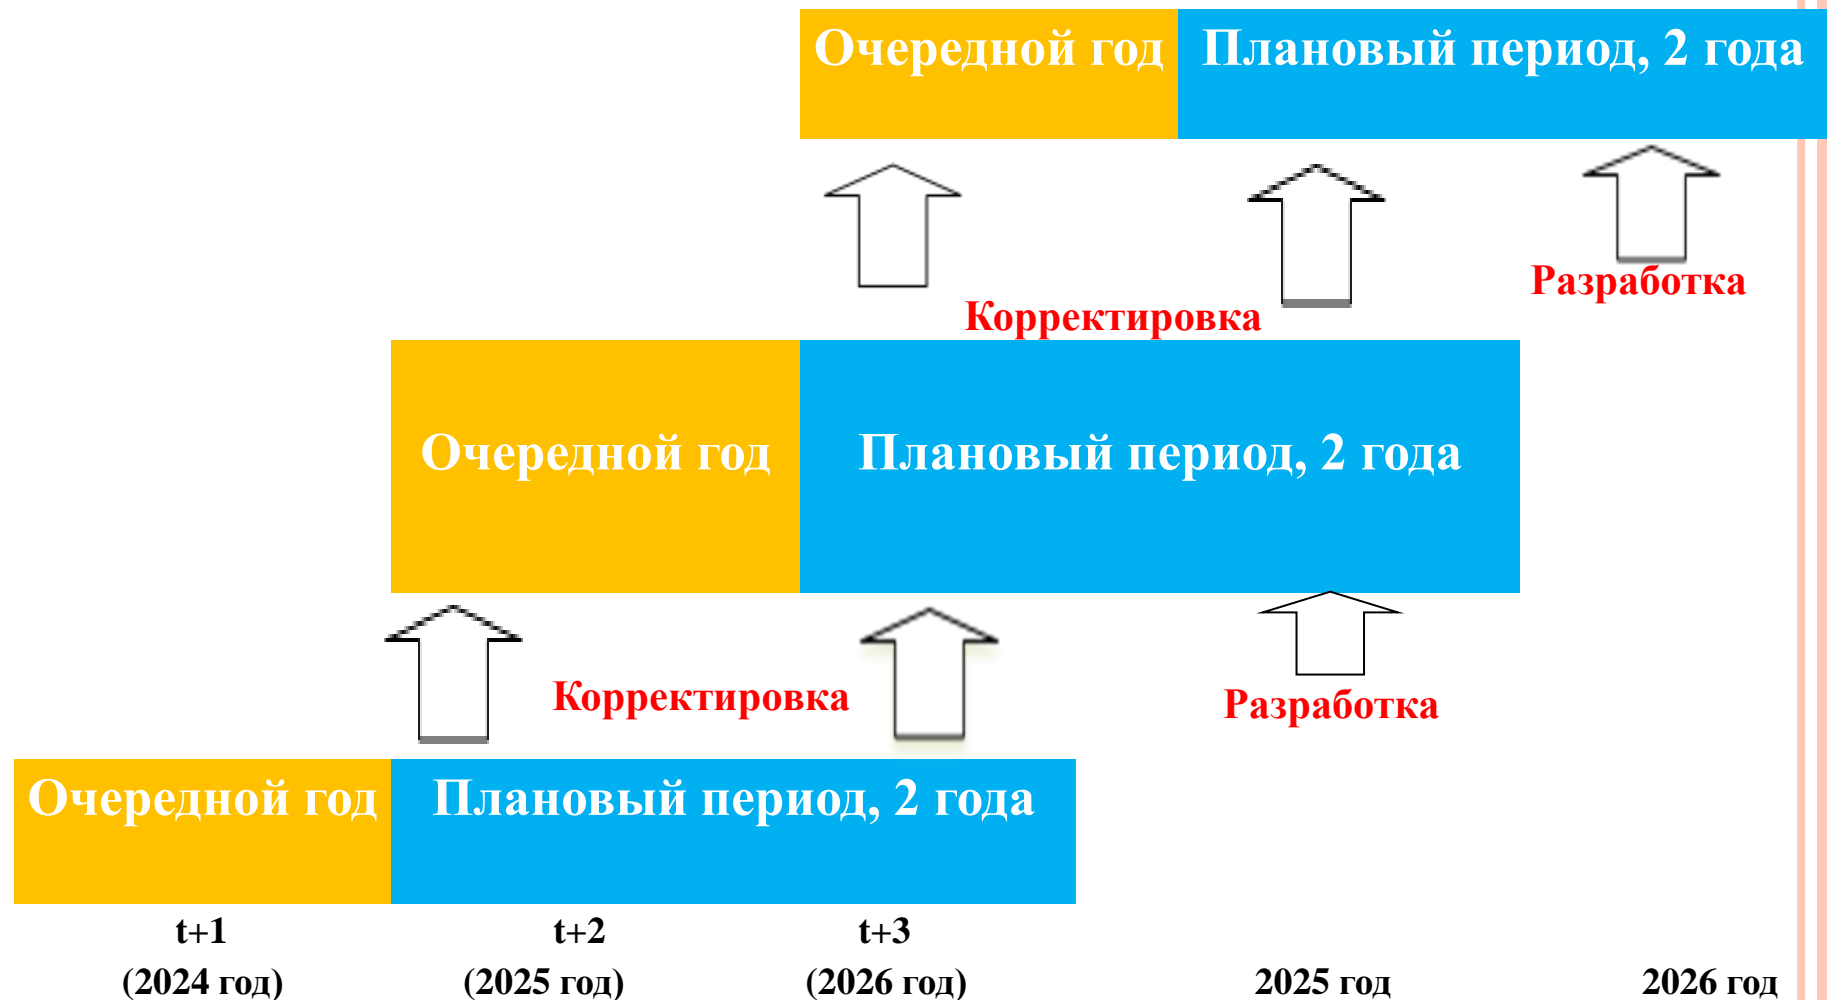 Очередной год Плановый период, 2 года
Разработка
Корректировка
Очередной год Плановый период, 2 года
Корректировка Разработка
Очередной год Плановый период, 2 года
t+1 t+2 t+3
(2024 год) (2025 год) (2026 год) 2025 год 2026 год